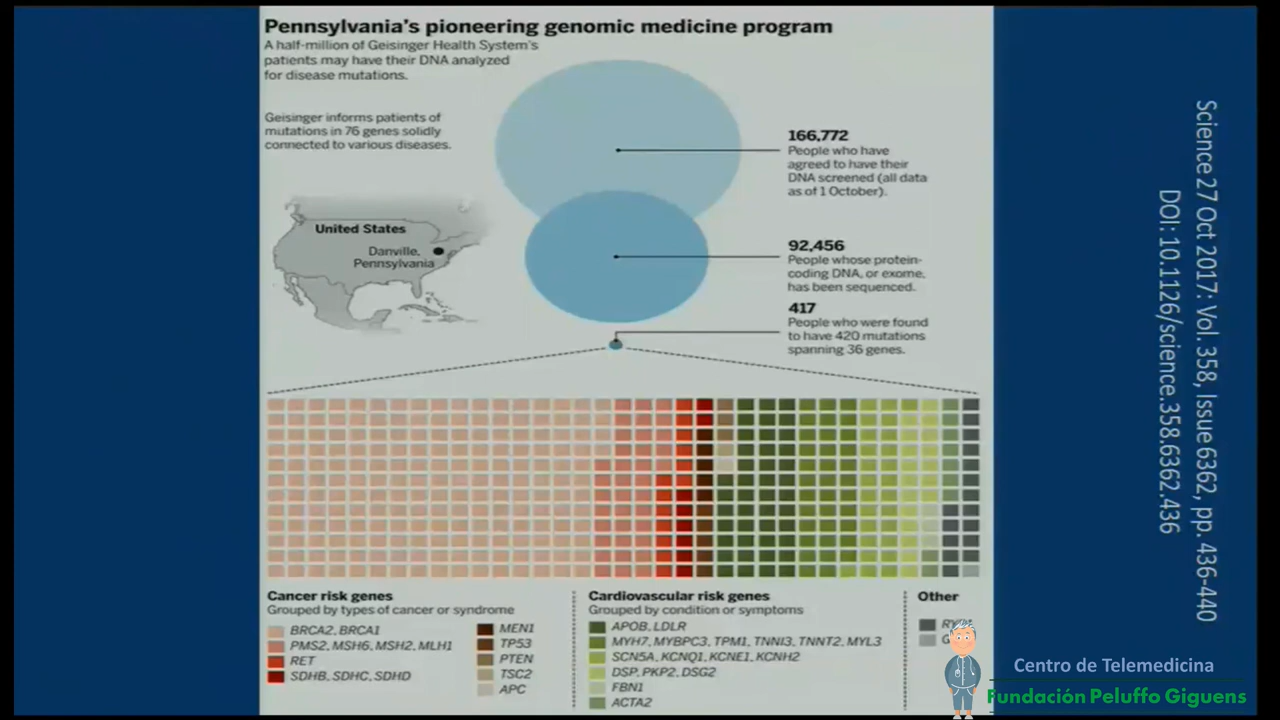 Pennsylvania's pioneering genomic medicine program
A half-million of Geisinger Health System's
patients may have their DNA analyzed
for disease mutations.
Geisinger informs patients of
mutations in 76 genes solidly
connected to various diseases.
United States
Danville,
Pennsylvania
166,772
People who have
agreed to have their
DNA screened (all data
as of 1 October).
92,456
People whose protein-
coding DNA, or exome,
has been sequenced.
417
People who were found
to have 420 mutations
spanning 36 genes.
Cancer risk genes
Grouped by types of cancer or syndrome
BRCA2, BRCA1
PMS2, MSH6, MSH2, MLH1
RET
SDHB, SDHC, SDHD
MEN1
TP53
PTEN
TSC2
APC
Cardiovascular risk genes
Grouped by condition or symptoms
APOB, LDLR
MYH7, MYBPC3, TPM1, TNNI3, TNNT2, MYL3
SCN5A, KCNQ1, KCNE1, KCNH2
DSP, PKP2, DSG2
FBN1
ACTA2
Other
Science 27 Oct 2017: Vol. 358, Issue 6362, pp. 436-440
DOI: 10.1126/science.358.6362.436
Centro de Telemedicina
Fundación Peluffo Giguens